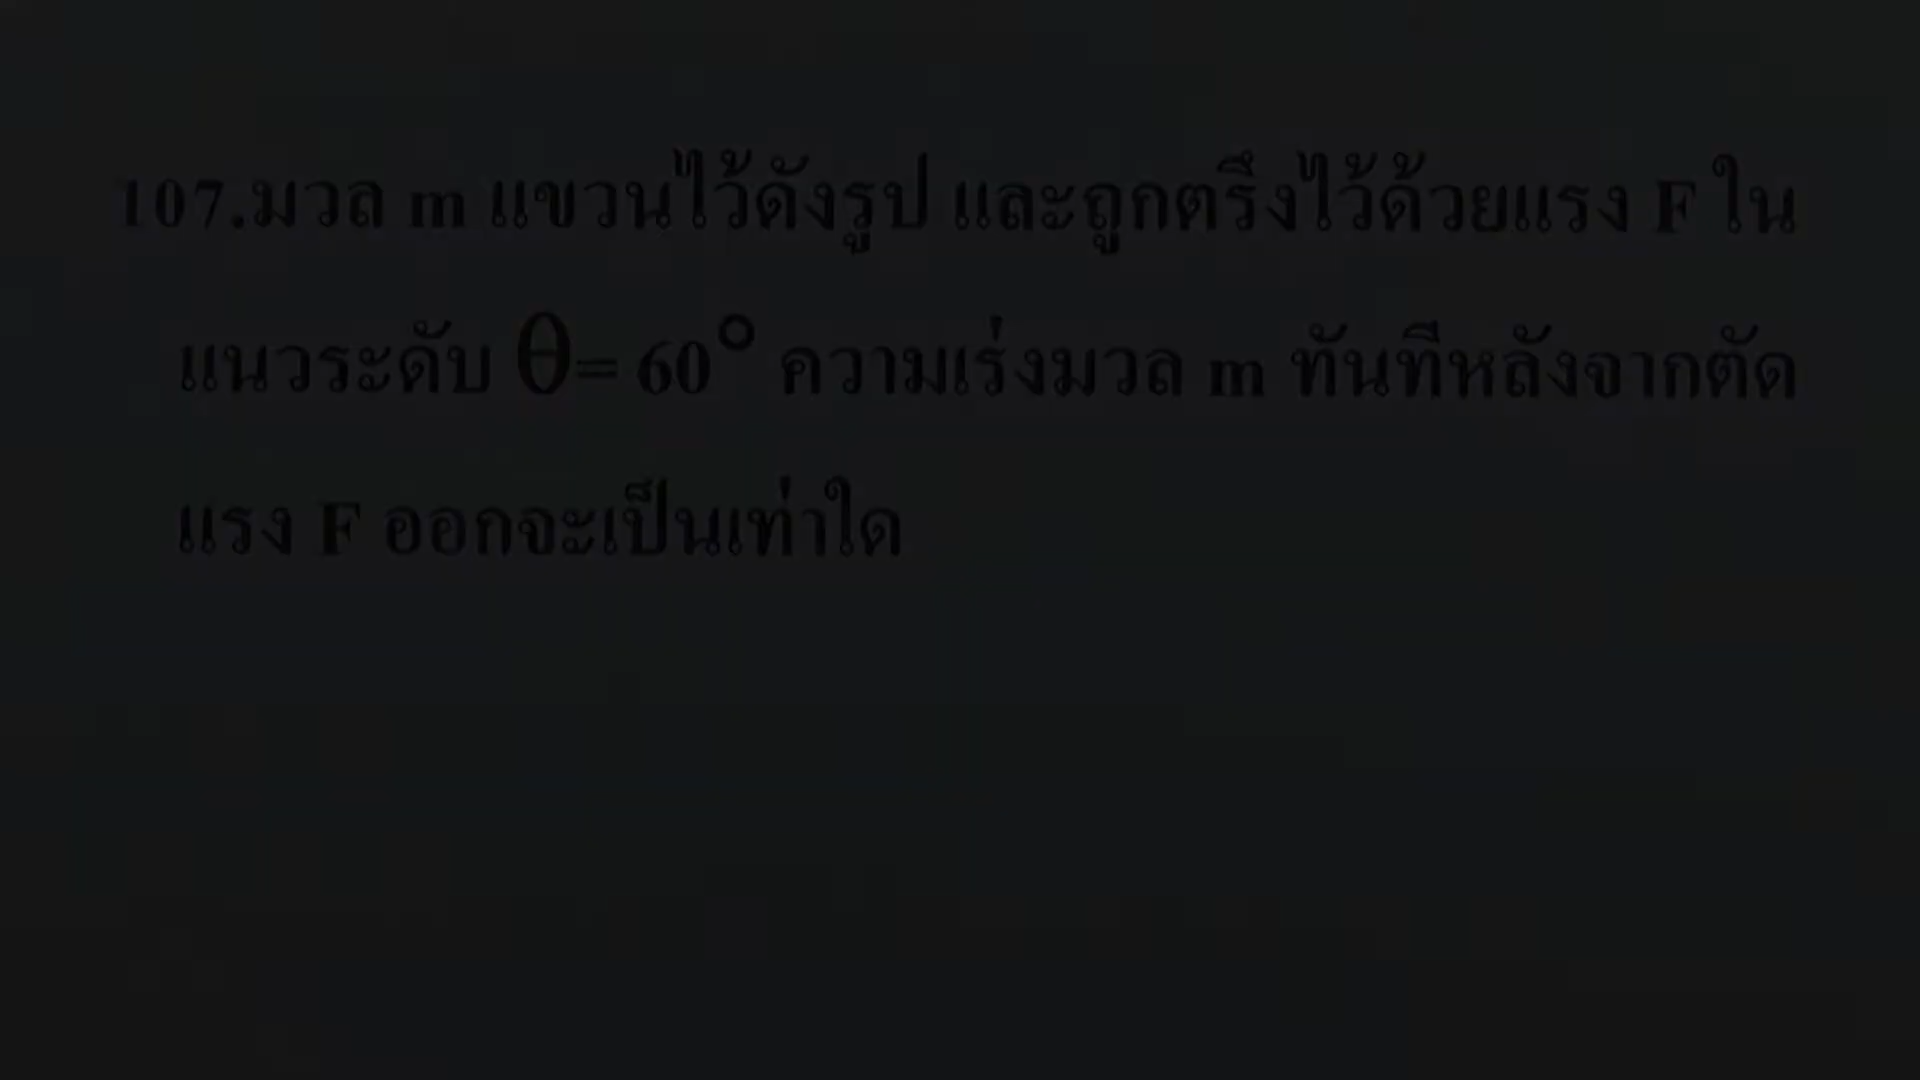 107.มวล m แขวนไว้ดังรูป และถูกตรึงไว้ด้วยแรง F ใน
แนวระดับ θ= 60° ความเร่งมวล m ทันทีหลังจากตัด
แรง F ออกจะเป็นเท่าใด